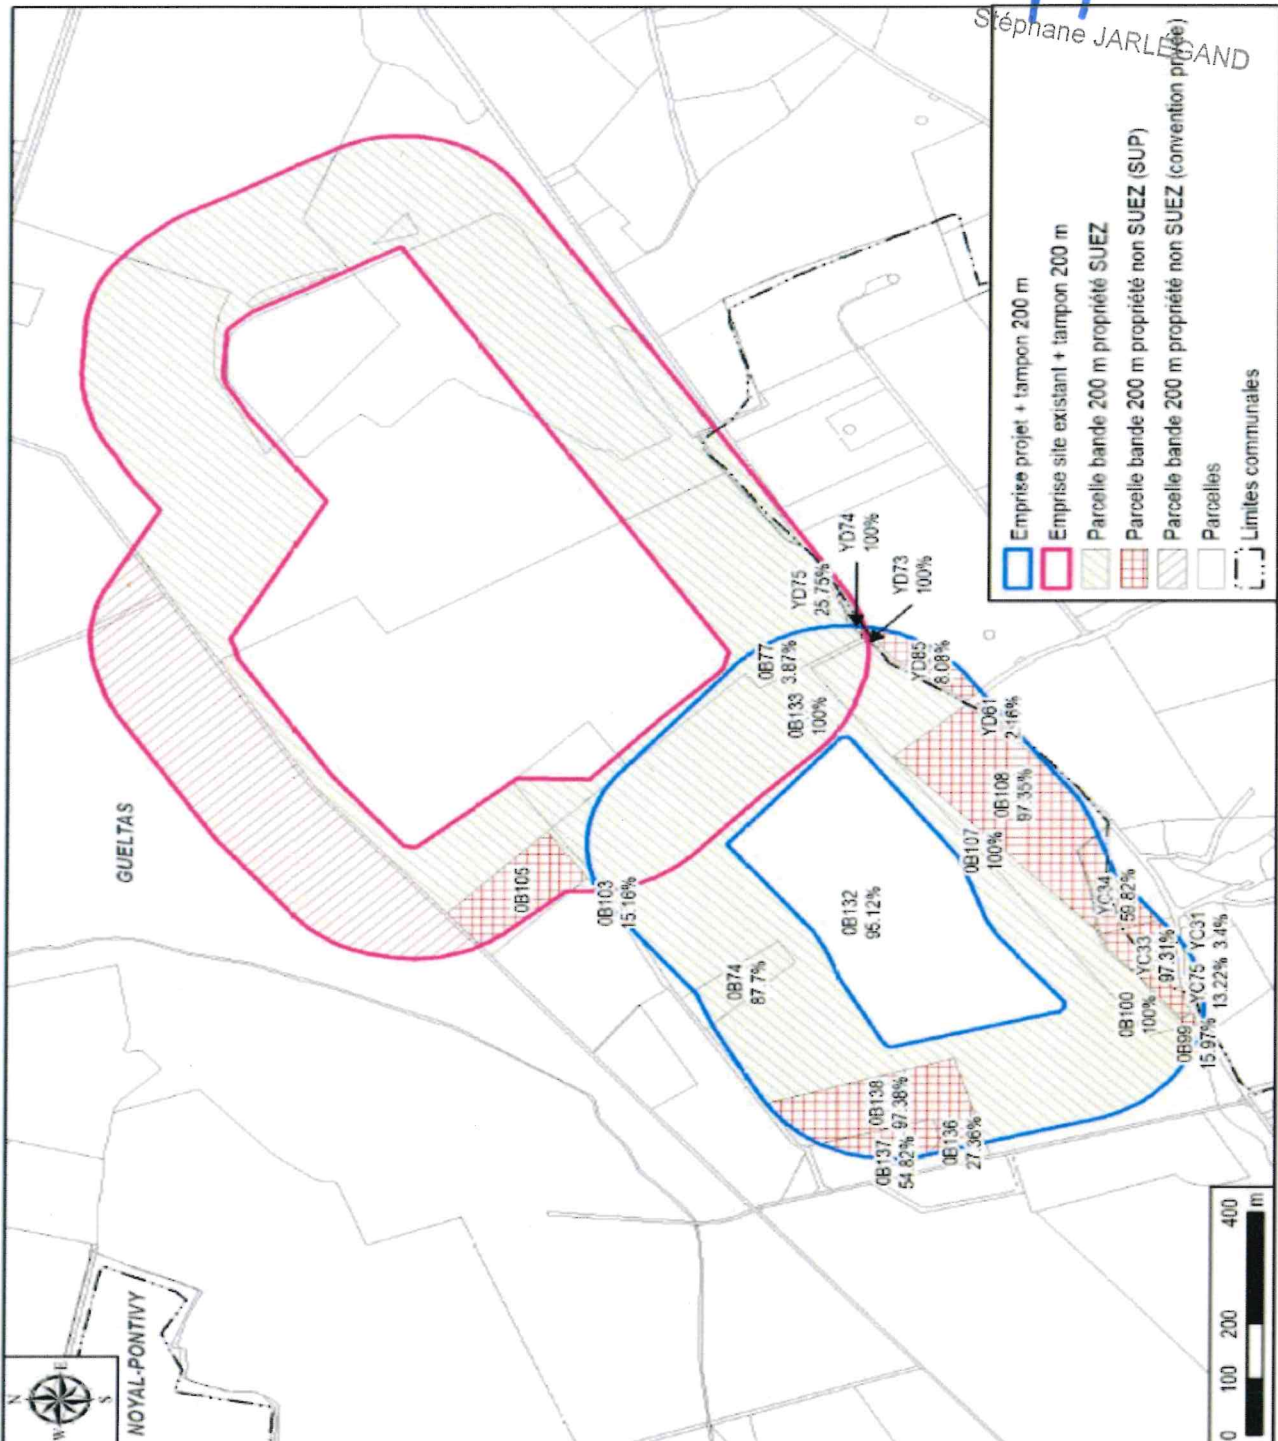 Stéphane JARLÉGAND
Emprise projet + tampon 200 m
Emprise site existant + tampon 200 m
Parcelle bande 200 m propriété SUEZ
Parcelle bande 200 m propriété non SUEZ (SUP)
Parcelle bande 200 m propriété non SUEZ (convention privée)
Parcelles
Limites communales
GUELTAS
NOYAL-PONTIVY
N
W
E
S
0B105
0B103
15.16%
0B77
3.87%
0B133
100%
YD75
25.75%
YD74
100%
YD73
100%
YD85
8.08%
YD61
2.16%
0B108
97.35%
0B107
100%
0B132
95.12%
0B74
87.7%
YC34
59.82%
YC33
97.31%
YC31
3.4%
YC75
13.22%
0B100
100%
0B99
15.97%
0B138
97.38%
0B137
54.82%
0B136
27.36%
0 100 200 400
m